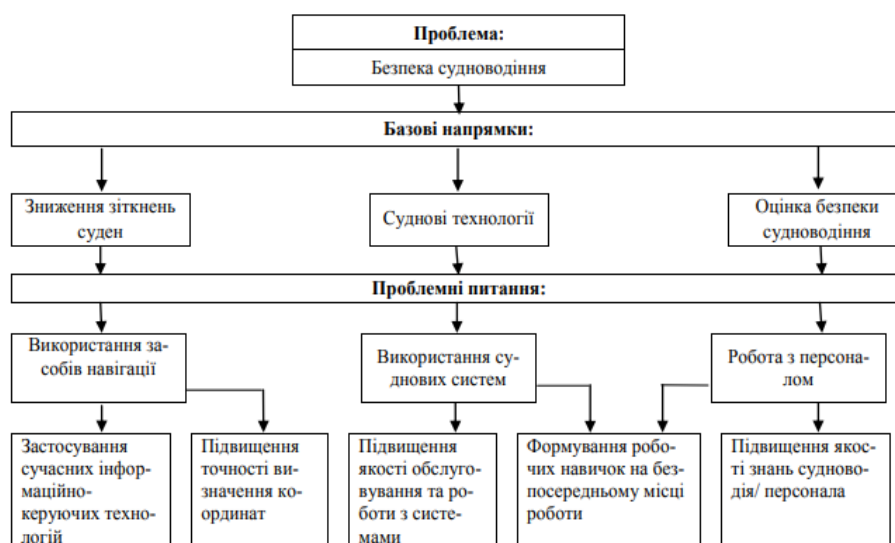 Проблема:
Безпека судноводіння
Базові напрямки:
Зниження зіткнень
суден
Суднові технології
Оцінка безпеки
судноводіння
Проблемні питання:
Використання за-
собів навігації
Використання су-
днових систем
Робота з персона-
лом
Застосування
сучасних інфор-
маційно-
керуючих техно-
логій
Підвищення
точності ви-
значення ко-
ординат
Підвищення
якості обслуго-
вування та ро-
боти з систе-
мами
Формування робо-
чих навичок на без-
посередньому місці
роботи
Підвищення якос-
ті знань судново-
дія/ персонала